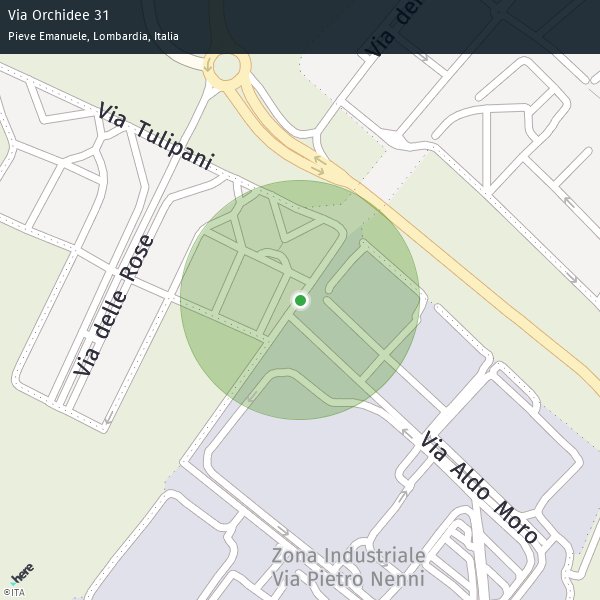 Via Orchidee 31
Pieve Emanuele, Lombardia, Italia
Via
Via Tulipani
Via delle Rose
Via Aldo Moro
Zona Industriale
Via Pietro Nenni
here
©ITA